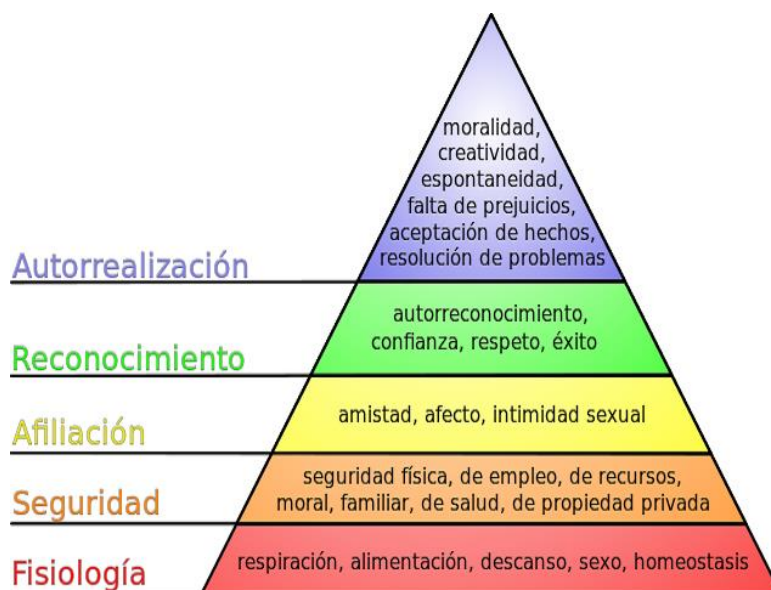 moralidad,
creatividad,
espontaneidad,
falta de prejuicios,
aceptación de hechos,
resolución de problemas
Autorrealización
autorreconocimiento,
confianza, respeto, éxito
Reconocimiento
amistad, afecto, intimidad sexual
Afiliación
seguridad física, de empleo, de recursos,
moral, familiar, de salud, de propiedad privada
Seguridad
respiración, alimentación, descanso, sexo, homeostasis
Fisiología